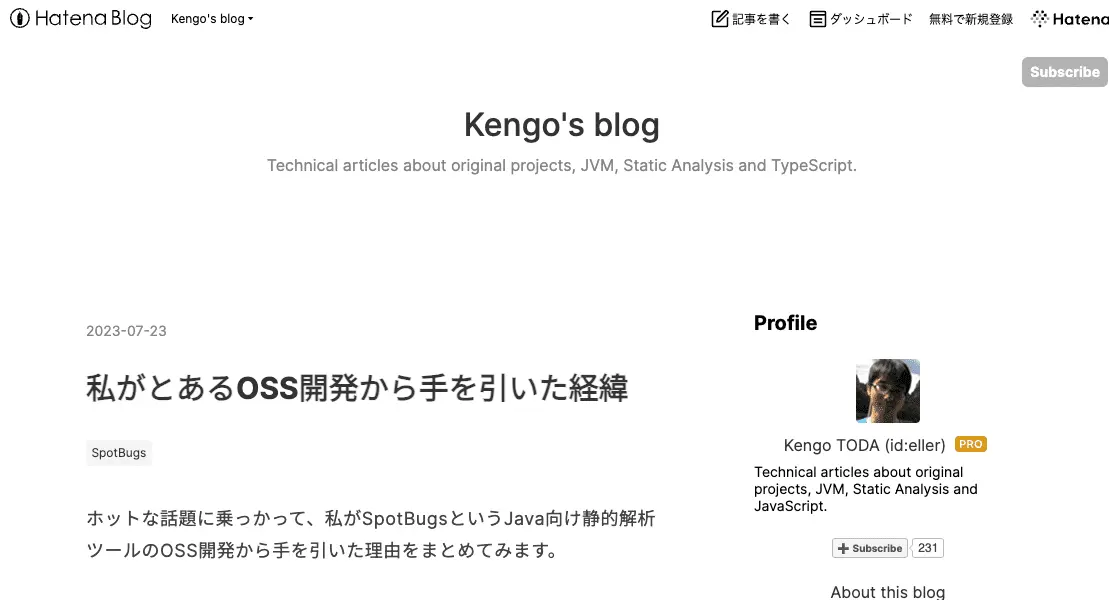 Hatena Blog
Kengo's blog
記事を書く
ダッシュボード
無料で新規登録
Hatena
Subscribe
Kengo's blog
Technical articles about original projects, JVM, Static Analysis and TypeScript.
2023-07-23
私がとあるOSS開発から手を引いた経緯
SpotBugs
ホットな話題に乗っかって、私がSpotBugsというJava向け静的解析
ツールのOSS開発から手を引いた理由をまとめてみます。
Profile
Kengo TODA (id:eller) PRO
Technical articles about original
projects, JVM, Static Analysis and
JavaScript.
Subscribe 231
About this blog